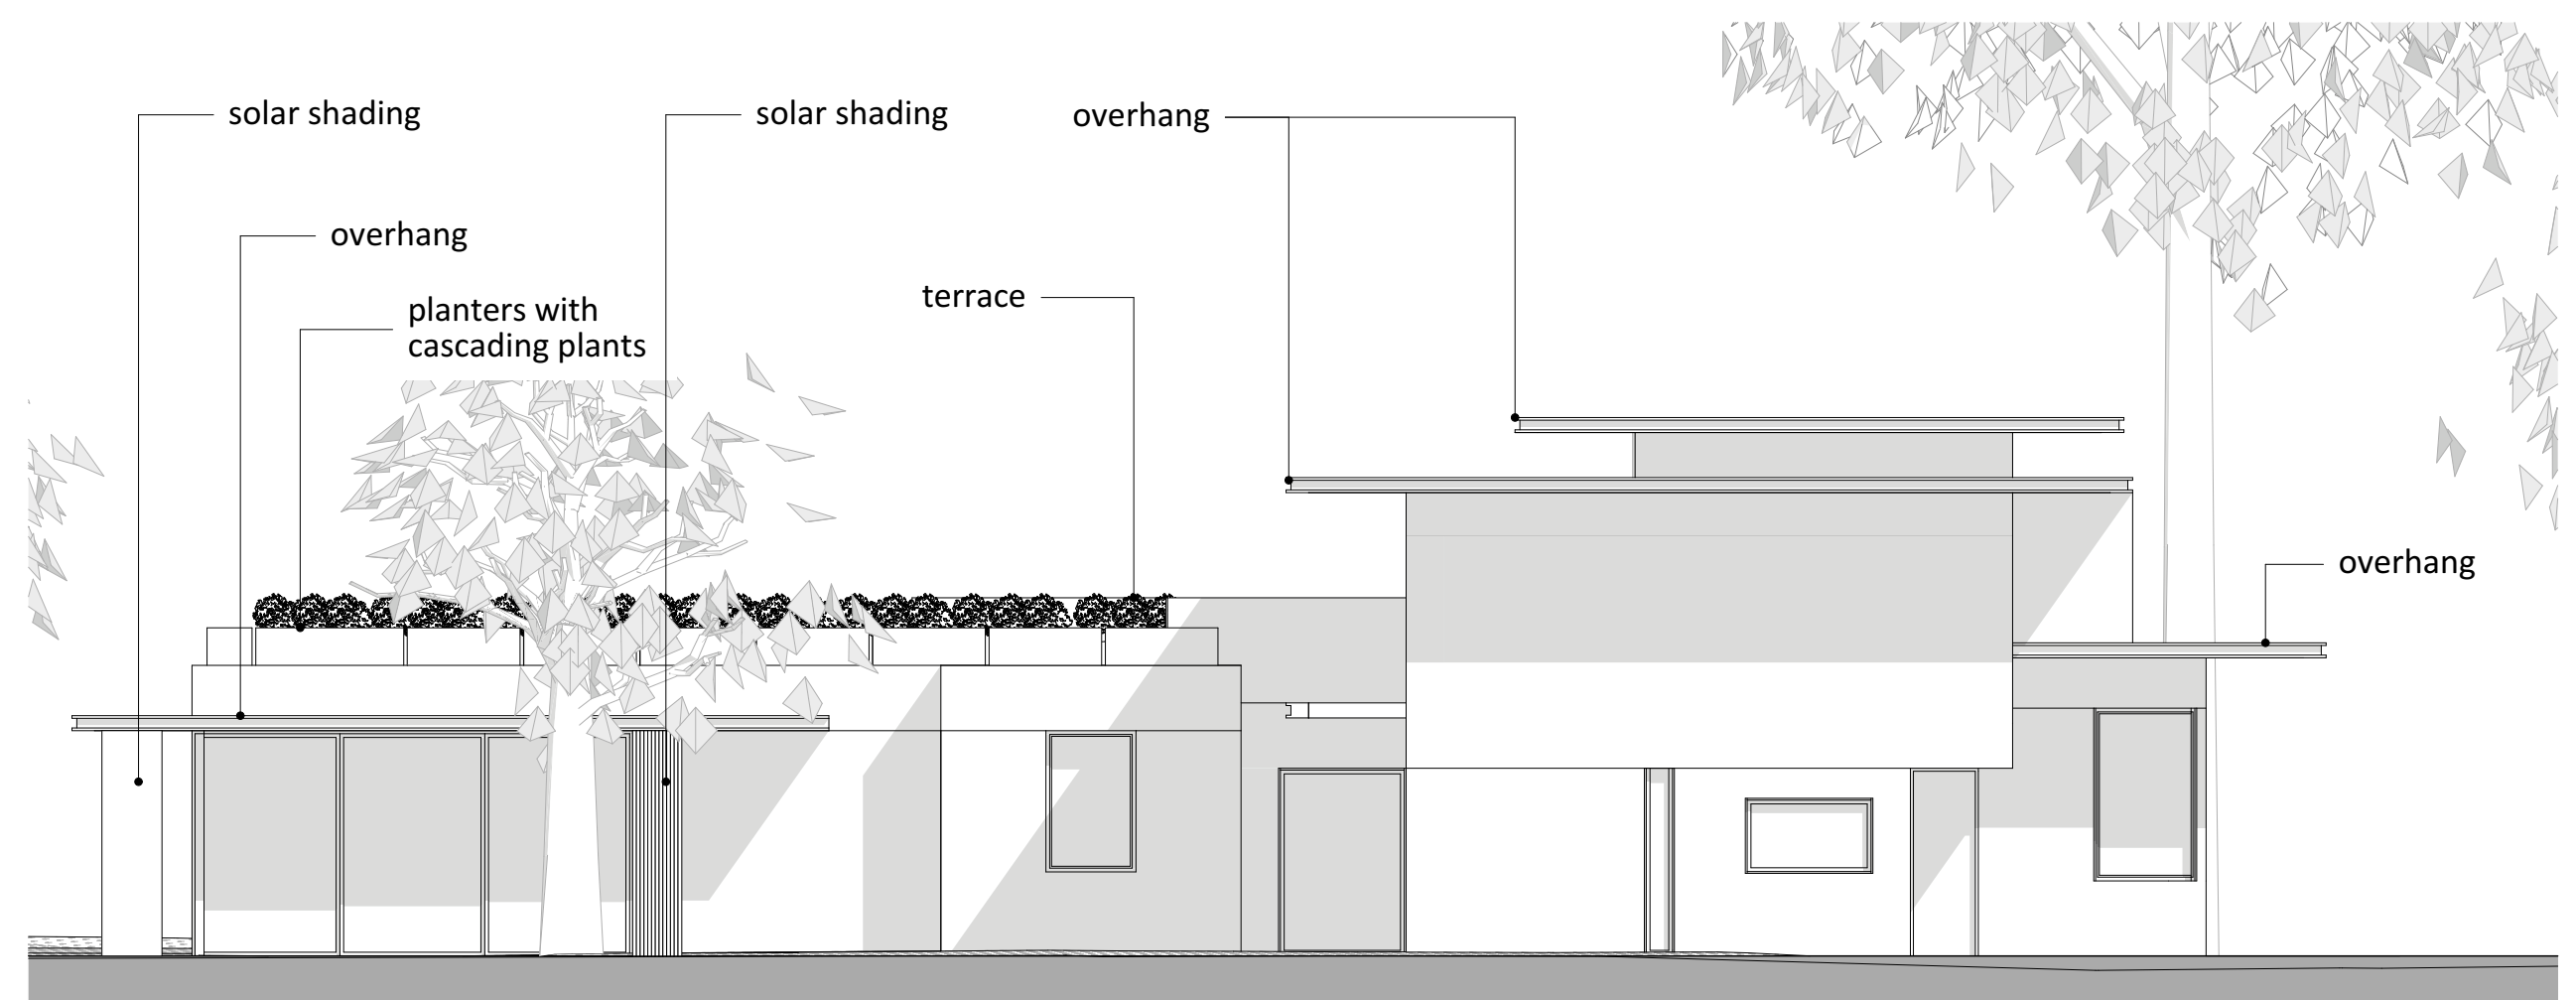 solar shading
solar shading
overhang
overhang
terrace
planters with
cascading plants
overhang